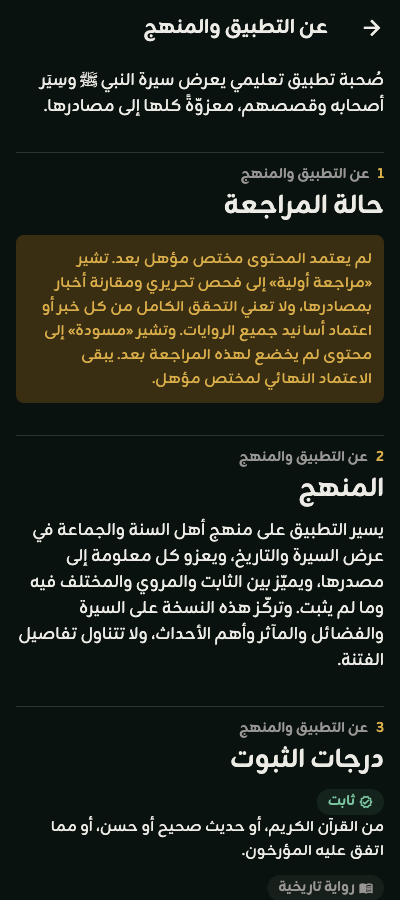 عن التطبيق والمنهج
صُحبة تطبيق تعليمي يعرض سيرة النبي ﷺ وسِيَر
أصحابه وقصصهم، معزوّةً كلها إلى مصادرها.
1 عن التطبيق والمنهج
حالة المراجعة
لم يعتمد المحتوى مختص مؤهل بعد. تشير
«مراجعة أولية» إلى فحص تحريري ومقارنة أخبار
بمصادرها، ولا تعني التحقق الكامل من كل خبر أو
اعتماد أسانيد جميع الروايات. وتشير «مسودة» إلى
محتوى لم يخضع لهذه المراجعة بعد. يبقى
الاعتماد النهائي لمختص مؤهل.
2 عن التطبيق والمنهج
المنهج
يسير التطبيق على منهج أهل السنة والجماعة في
عرض السيرة والتاريخ، ويعزو كل معلومة إلى
مصدرها، ويميّز بين الثابت والمروي والمختلف فيه
وما لم يثبت. وتركّز هذه النسخة على السيرة
والفضائل والمآثر وأهم الأحداث، ولا تتناول تفاصيل
الفتنة.
3 عن التطبيق والمنهج
درجات الثبوت
ثابت
من القرآن الكريم، أو حديث صحيح أو حسن، أو مما
اتفق عليه المؤرخون.
رواية تاريخية